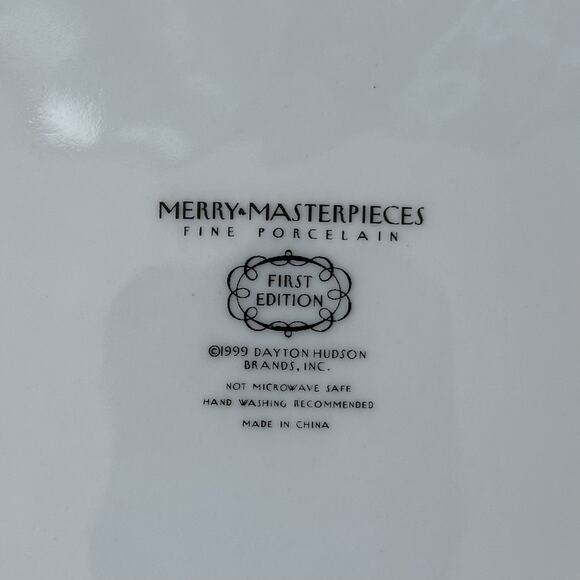 MERRY•MASTERPIECES
FINE PORCELAIN
FIRST
EDITION
©1999 DAYTON HUDSON
BRANDS, INC.
NOT MICROWAVE SAFE
HAND WASHING RECOMMENDED
MADE IN CHINA